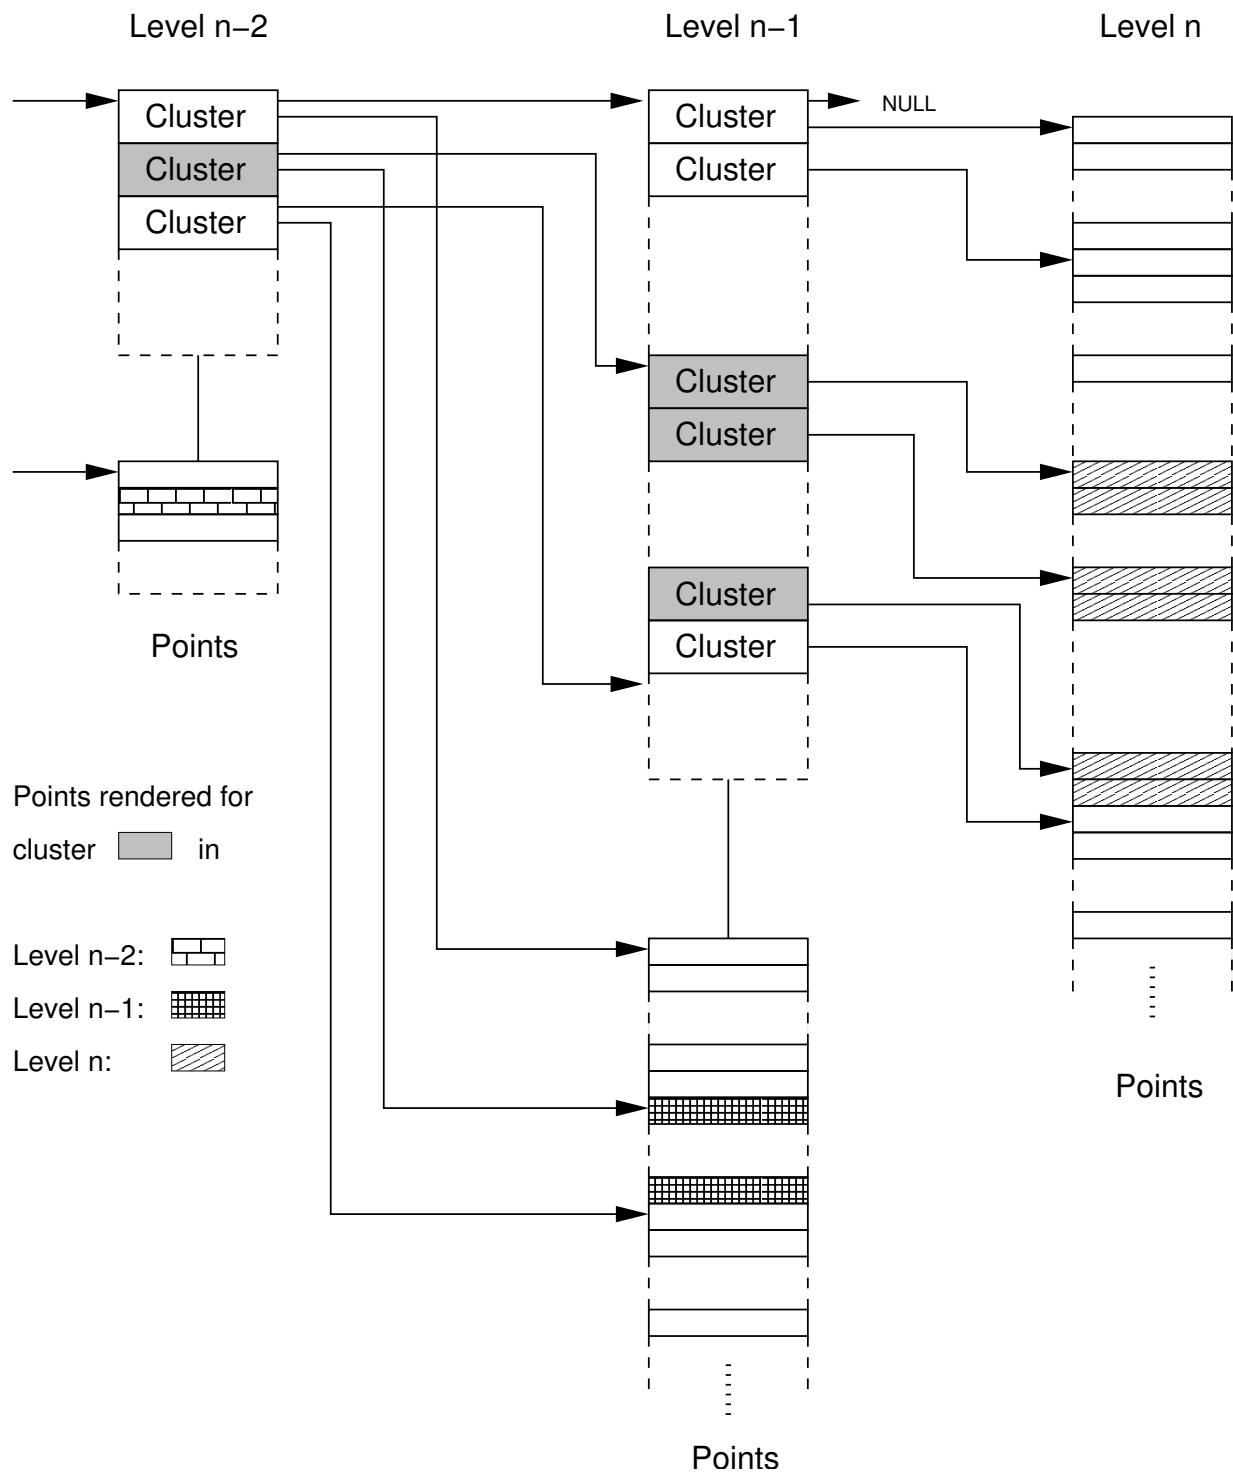 Level n−2
Level n−1
Level n
Cluster
Cluster
Cluster
Points
Cluster
Cluster
NULL
Cluster
Cluster
Cluster
Cluster
Points rendered for
cluster in
Level n−2:
Level n−1:
Level n:
Points
Points